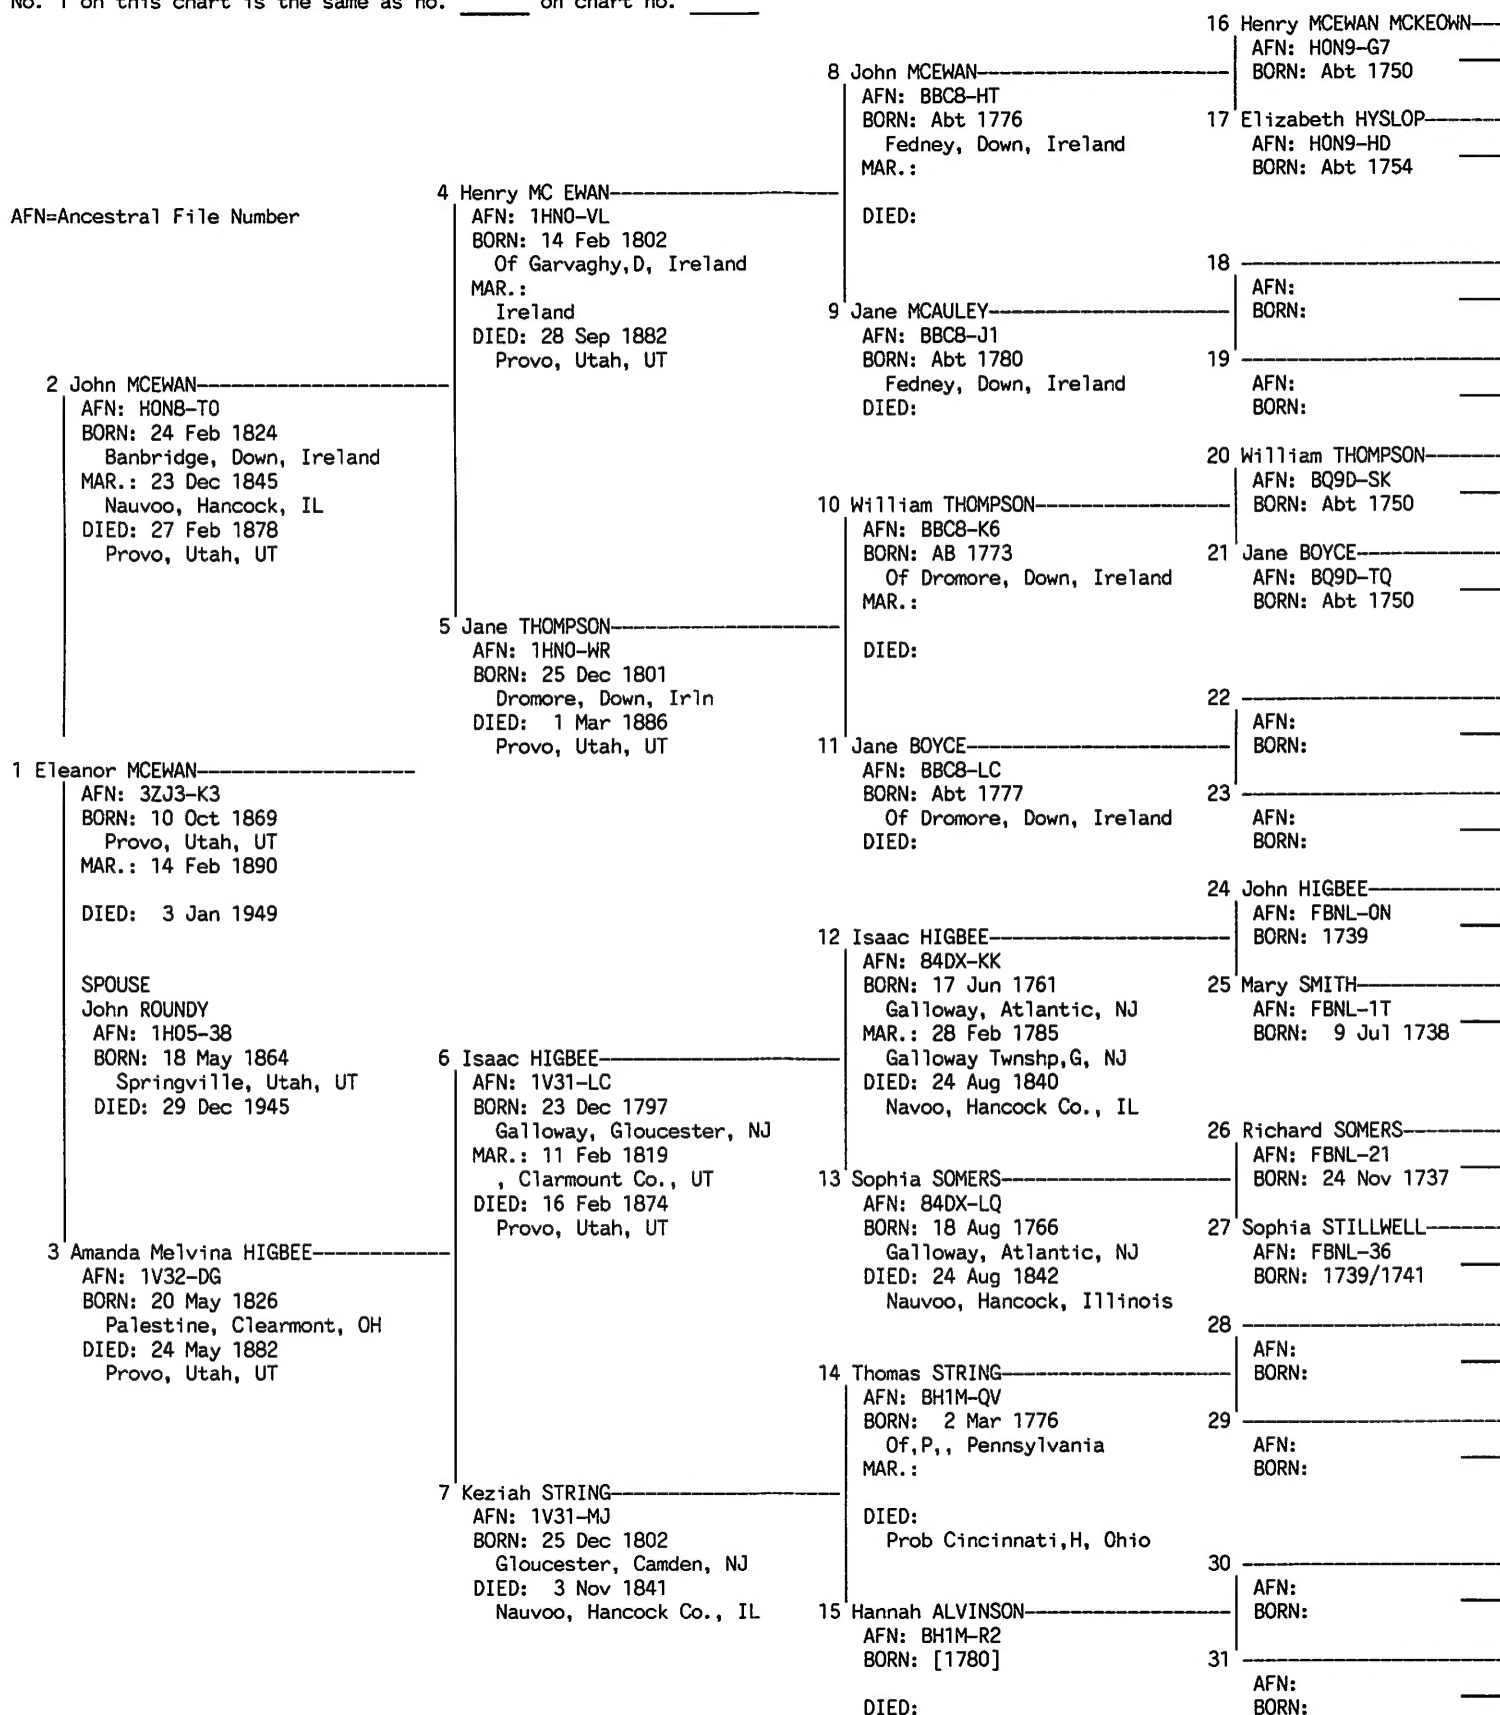 No. 1 on this chart is the same as no. ______ on chart no. ______
AFN=Ancestral File Number
1 Eleanor MCEWAN
AFN: 3ZJ3-K3
BORN: 10 Oct 1869
Provo, Utah, UT
MAR.: 14 Feb 1890
DIED: 3 Jan 1949
SPOUSE
John ROUNDY
AFN: 1H05-38
BORN: 18 May 1864
Springville, Utah, UT
DIED: 29 Dec 1945
2 John MCEWAN
AFN: H0N8-T0
BORN: 24 Feb 1824
Banbridge, Down, Ireland
MAR.: 23 Dec 1845
Nauvoo, Hancock, IL
DIED: 27 Feb 1878
Provo, Utah, UT
3 Amanda Melvina HIGBEE
AFN: 1V32-DG
BORN: 20 May 1826
Palestine, Clearmont, OH
DIED: 24 May 1882
Provo, Utah, UT
4 Henry MC EWAN
AFN: 1HN0-VL
BORN: 14 Feb 1802
Of Garvaghy,D, Ireland
MAR.:
Ireland
DIED: 28 Sep 1882
Provo, Utah, UT
5 Jane THOMPSON
AFN: 1HN0-WR
BORN: 25 Dec 1801
Dromore, Down, Irln
DIED: 1 Mar 1886
Provo, Utah, UT
6 Isaac HIGBEE
AFN: 1V31-LC
BORN: 23 Dec 1797
Galloway, Gloucester, NJ
MAR.: 11 Feb 1819
, Clarmount Co., UT
DIED: 16 Feb 1874
Provo, Utah, UT
7 Keziah STRING
AFN: 1V31-MJ
BORN: 25 Dec 1802
Gloucester, Camden, NJ
DIED: 3 Nov 1841
Nauvoo, Hancock Co., IL
8 John MCEWAN
AFN: BBC8-HT
BORN: Abt 1776
Fedney, Down, Ireland
MAR.:
DIED:
9 Jane MCAULEY
AFN: BBC8-J1
BORN: Abt 1780
Fedney, Down, Ireland
DIED:
10 William THOMPSON
AFN: BBC8-K6
BORN: AB 1773
Of Dromore, Down, Ireland
MAR.:
DIED:
11 Jane BOYCE
AFN: BBC8-LC
BORN: Abt 1777
Of Dromore, Down, Ireland
DIED:
12 Isaac HIGBEE
AFN: 84DX-KK
BORN: 17 Jun 1761
Galloway, Atlantic, NJ
MAR.: 28 Feb 1785
Galloway Twnshp,G, NJ
DIED: 24 Aug 1840
Navoo, Hancock Co., IL
13 Sophia SOMERS
AFN: 84DX-LQ
BORN: 18 Aug 1766
Galloway, Atlantic, NJ
DIED: 24 Aug 1842
Nauvoo, Hancock, Illinois
14 Thomas STRING
AFN: BH1M-QV
BORN: 2 Mar 1776
Of,P,, Pennsylvania
MAR.:
DIED:
Prob Cincinnati,H, Ohio
15 Hannah ALVINSON
AFN: BH1M-R2
BORN: [1780]
DIED:
16 Henry MCEWAN MCKEOWN
AFN: H0N9-G7
BORN: Abt 1750
17 Elizabeth HYSLOP
AFN: H0N9-HD
BORN: Abt 1754
18
AFN:
BORN:
19
AFN:
BORN:
20 William THOMPSON
AFN: BQ9D-SK
BORN: Abt 1750
21 Jane BOYCE
AFN: BQ9D-TQ
BORN: Abt 1750
22
AFN:
BORN:
23
AFN:
BORN:
24 John HIGBEE
AFN: FBNL-0N
BORN: 1739
25 Mary SMITH
AFN: FBNL-1T
BORN: 9 Jul 1738
26 Richard SOMERS
AFN: FBNL-21
BORN: 24 Nov 1737
27 Sophia STILLWELL
AFN: FBNL-36
BORN: 1739/1741
28
AFN:
BORN:
29
AFN:
BORN:
30
AFN:
BORN:
31
AFN:
BORN: